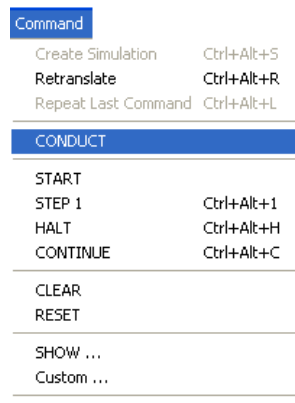 Command
Create Simulation Ctrl+Alt+S
Retranslate Ctrl+Alt+R
Repeat Last Command Ctrl+Alt+L
CONDUCT
START
STEP 1 Ctrl+Alt+1
HALT Ctrl+Alt+H
CONTINUE Ctrl+Alt+C
CLEAR
RESET
SHOW ...
Custom ...